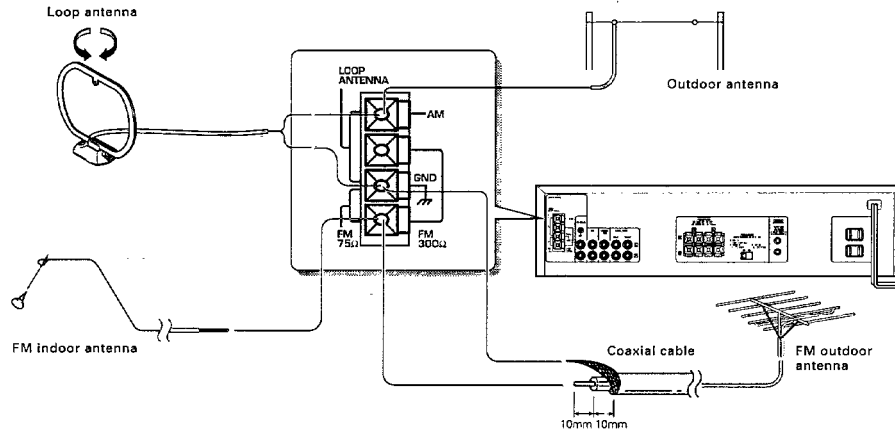 Loop antenna
Outdoor antenna
LOOP
ANTENNA
AM
GND
FM
75Ω
FM
300Ω
FM indoor antenna
Coaxial cable
FM outdoor
antenna
10mm 10mm